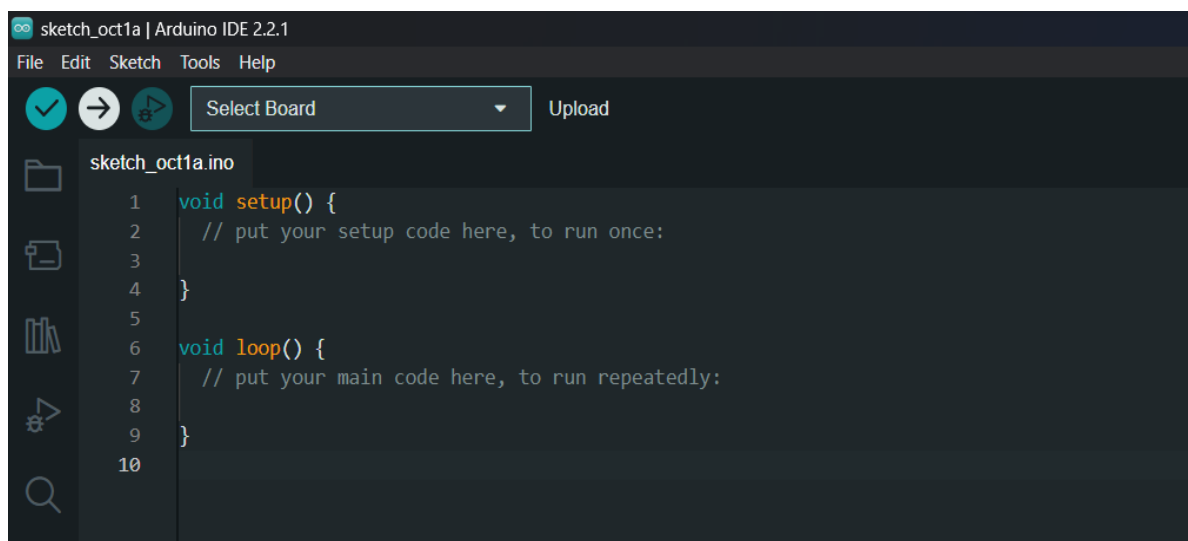 sketch_oct1a | Arduino IDE 2.2.1
File Edit Sketch Tools Help
Select Board Upload
sketch_oct1a.ino
1 void setup() {
2 // put your setup code here, to run once:
3
4 }
5
6 void loop() {
7 // put your main code here, to run repeatedly:
8
9 }
10